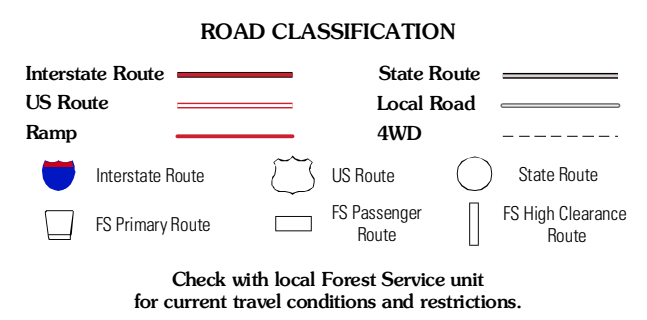 ROAD CLASSIFICATION
Interstate Route
State Route
US Route
Local Road
Ramp
4WD
Interstate Route
US Route
State Route
FS Primary Route
FS Passenger
Route
FS High Clearance
Route
Check with local Forest Service unit
for current travel conditions and restrictions.